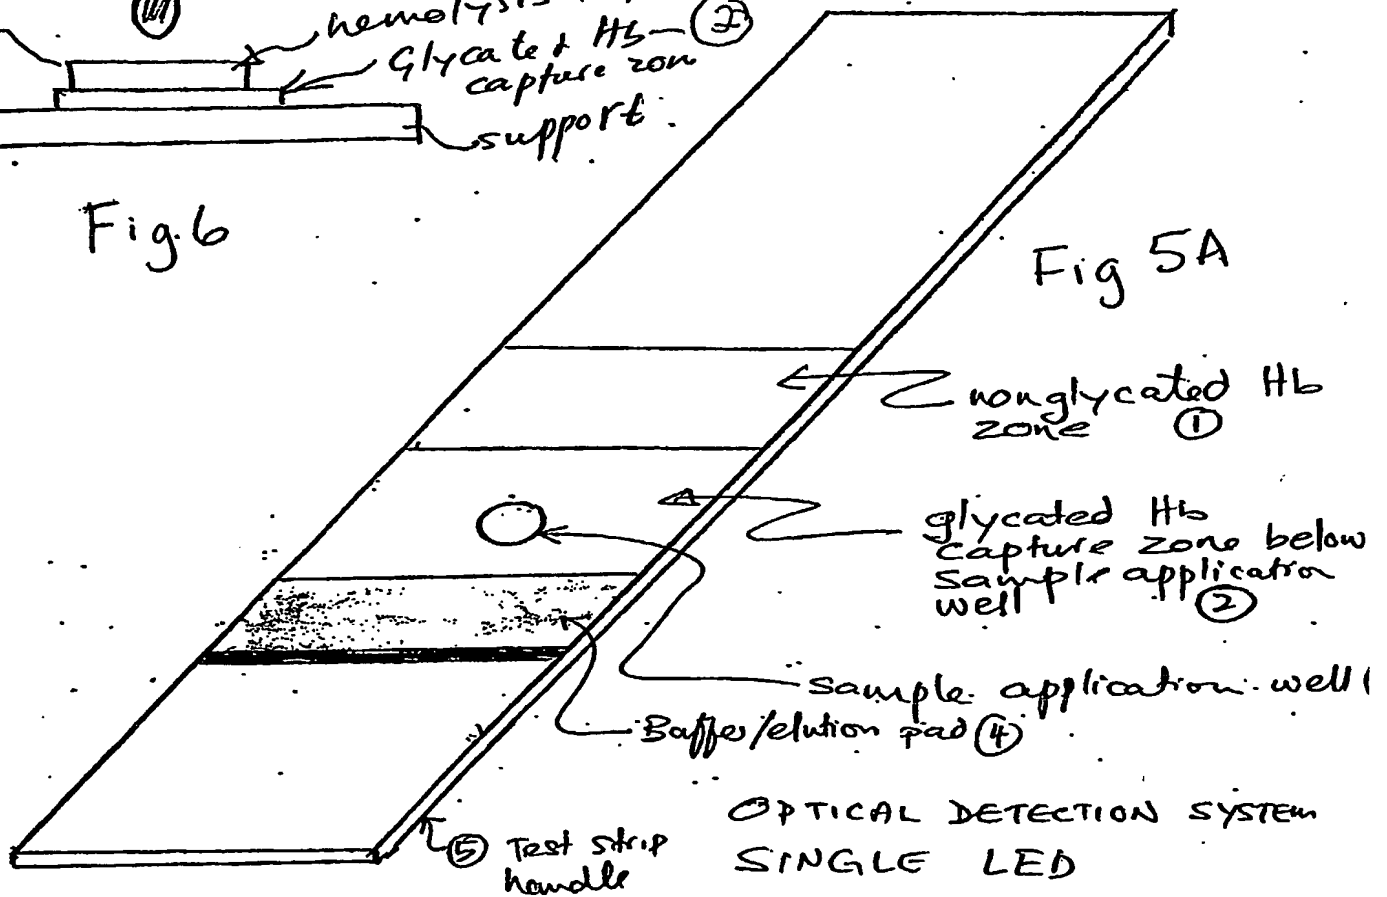 hemolysis
Glycated Hb ②
capture zon
support
Fig. 6
Fig 5A
nonglycated Hb
zone ①
glycated Hb
capture zone below
sample application
well ②
sample application well
Buffer/elution pad ④
⑤ Test strip
handle
OPTICAL DETECTION SYSTEM
SINGLE LED